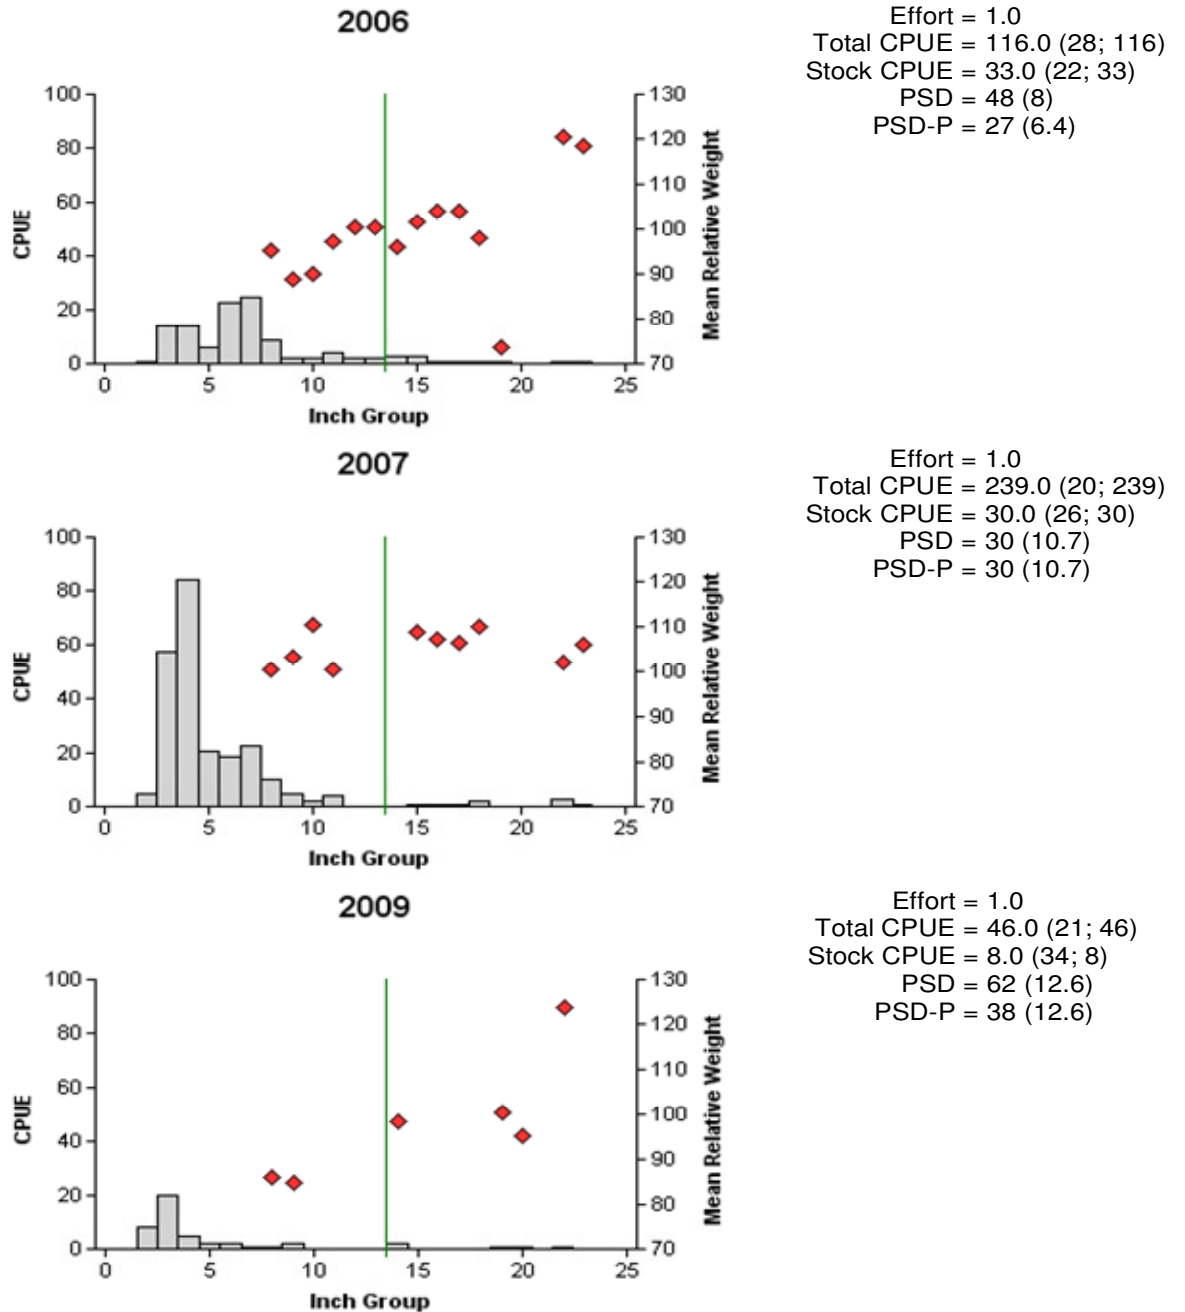 2006
Effort = 1.0
Total CPUE = 116.0 (28; 116)
Stock CPUE = 33.0 (22; 33)
PSD = 48 (8)
PSD-P = 27 (6.4)
100
80
60
40
20
0
CPUE
130
120
110
100
90
80
70
Mean Relative Weight
0 5 10 15 20 25
Inch Group
2007
Effort = 1.0
Total CPUE = 239.0 (20; 239)
Stock CPUE = 30.0 (26; 30)
PSD = 30 (10.7)
PSD-P = 30 (10.7)
100
80
60
40
20
0
CPUE
130
120
110
100
90
80
70
Mean Relative Weight
0 5 10 15 20 25
Inch Group
2009
Effort = 1.0
Total CPUE = 46.0 (21; 46)
Stock CPUE = 8.0 (34; 8)
PSD = 62 (12.6)
PSD-P = 38 (12.6)
100
80
60
40
20
0
CPUE
130
120
110
100
90
80
70
Mean Relative Weight
0 5 10 15 20 25
Inch Group